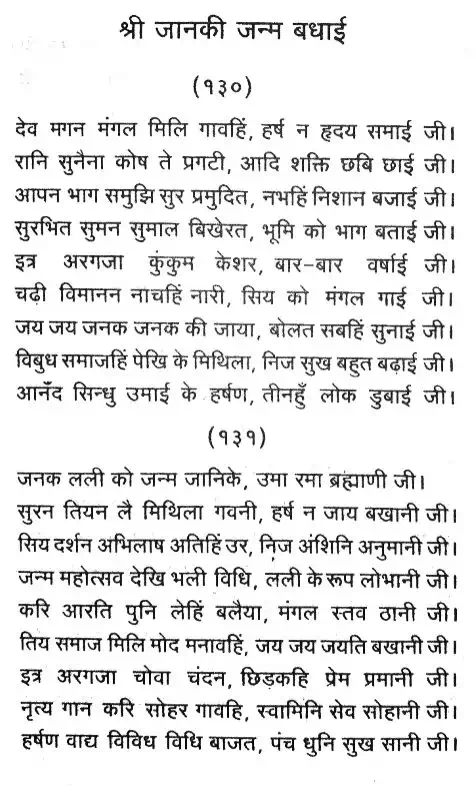 श्री जानकी जन्म बधाई
(१३०)
देव मगन मंगल मिलि गावहिं, हर्ष न हृदय समाई जी।
रानि सुनैना कोष ते प्रगटी, आदि शक्ति छबि छाई जी।
आपन भाग समुझि सुर प्रमुदित, नभहिं निशान बजाई जी।
सुरभित सुमन सुमाल बिखेरत, भूमि को भाग बताई जी।
इत्र अरगजा कुंकुम केशर, बार-बार वर्षाई जी।
चढ़ी विमानन नाचहिं नारी, सिय को मंगल गाई जी।
जय जय जनक जनक की जाया, बोलत सबहिं सुनाई जी।
विबुध समाजहिं पेखि के मिथिला, निज सुख बहुत बढ़ाई जी।
आनँद सिन्धु उमाई के हर्षण, तीनहुँ लोक डुबाई जी।
(१३१)
जनक लली को जन्म जानिके, उमा रमा ब्रह्माणी जी।
सुरन तियन लै मिथिला गवनी, हर्ष न जाय बखानी जी।
सिय दर्शन अभिलाष अतिहिं उर, निज अंशिनि अनुमानी जी।
जन्म महोत्सव देखि भली विधि, लली के रूप लोभानी जी।
करि आरति पुनि लेहिं बलैया, मंगल स्तव ठानी जी।
तिय समाज मिलि मोद मनावहिं, जय जय जयति बखानी जी।
इत्र अरगजा चोवा चंदन, छिड़कहि प्रेम प्रमानी जी।
नृत्य गान करि सोहर गावहि, स्वामिनि सेव सोहानी जी।
हर्षण वाद्य विविध विधि बाजत, पंच धुनि सुख सानी जी।